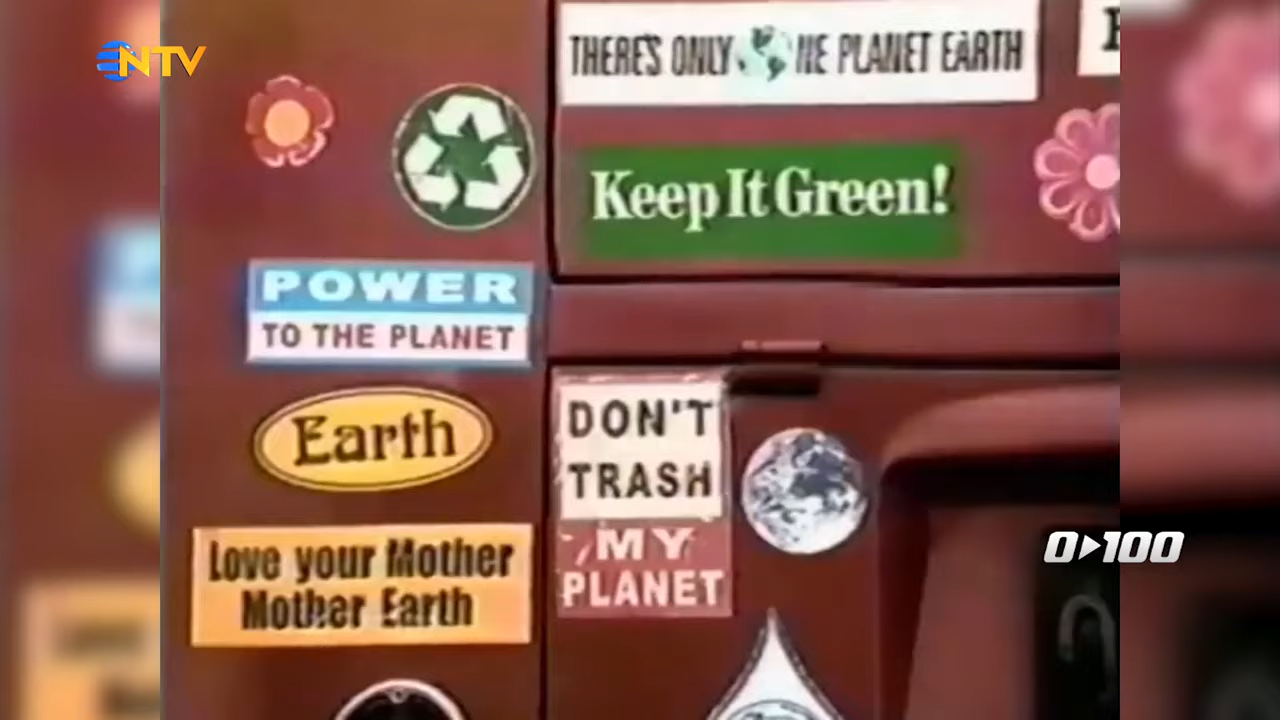 NTV
THERE'S ONLY NE PLANET EARTH
Keep It Green!
POWER
TO THE PLANET
Earth
DON'T
TRASH
MY
PLANET
Love your Mother
Mother Earth
0▸100